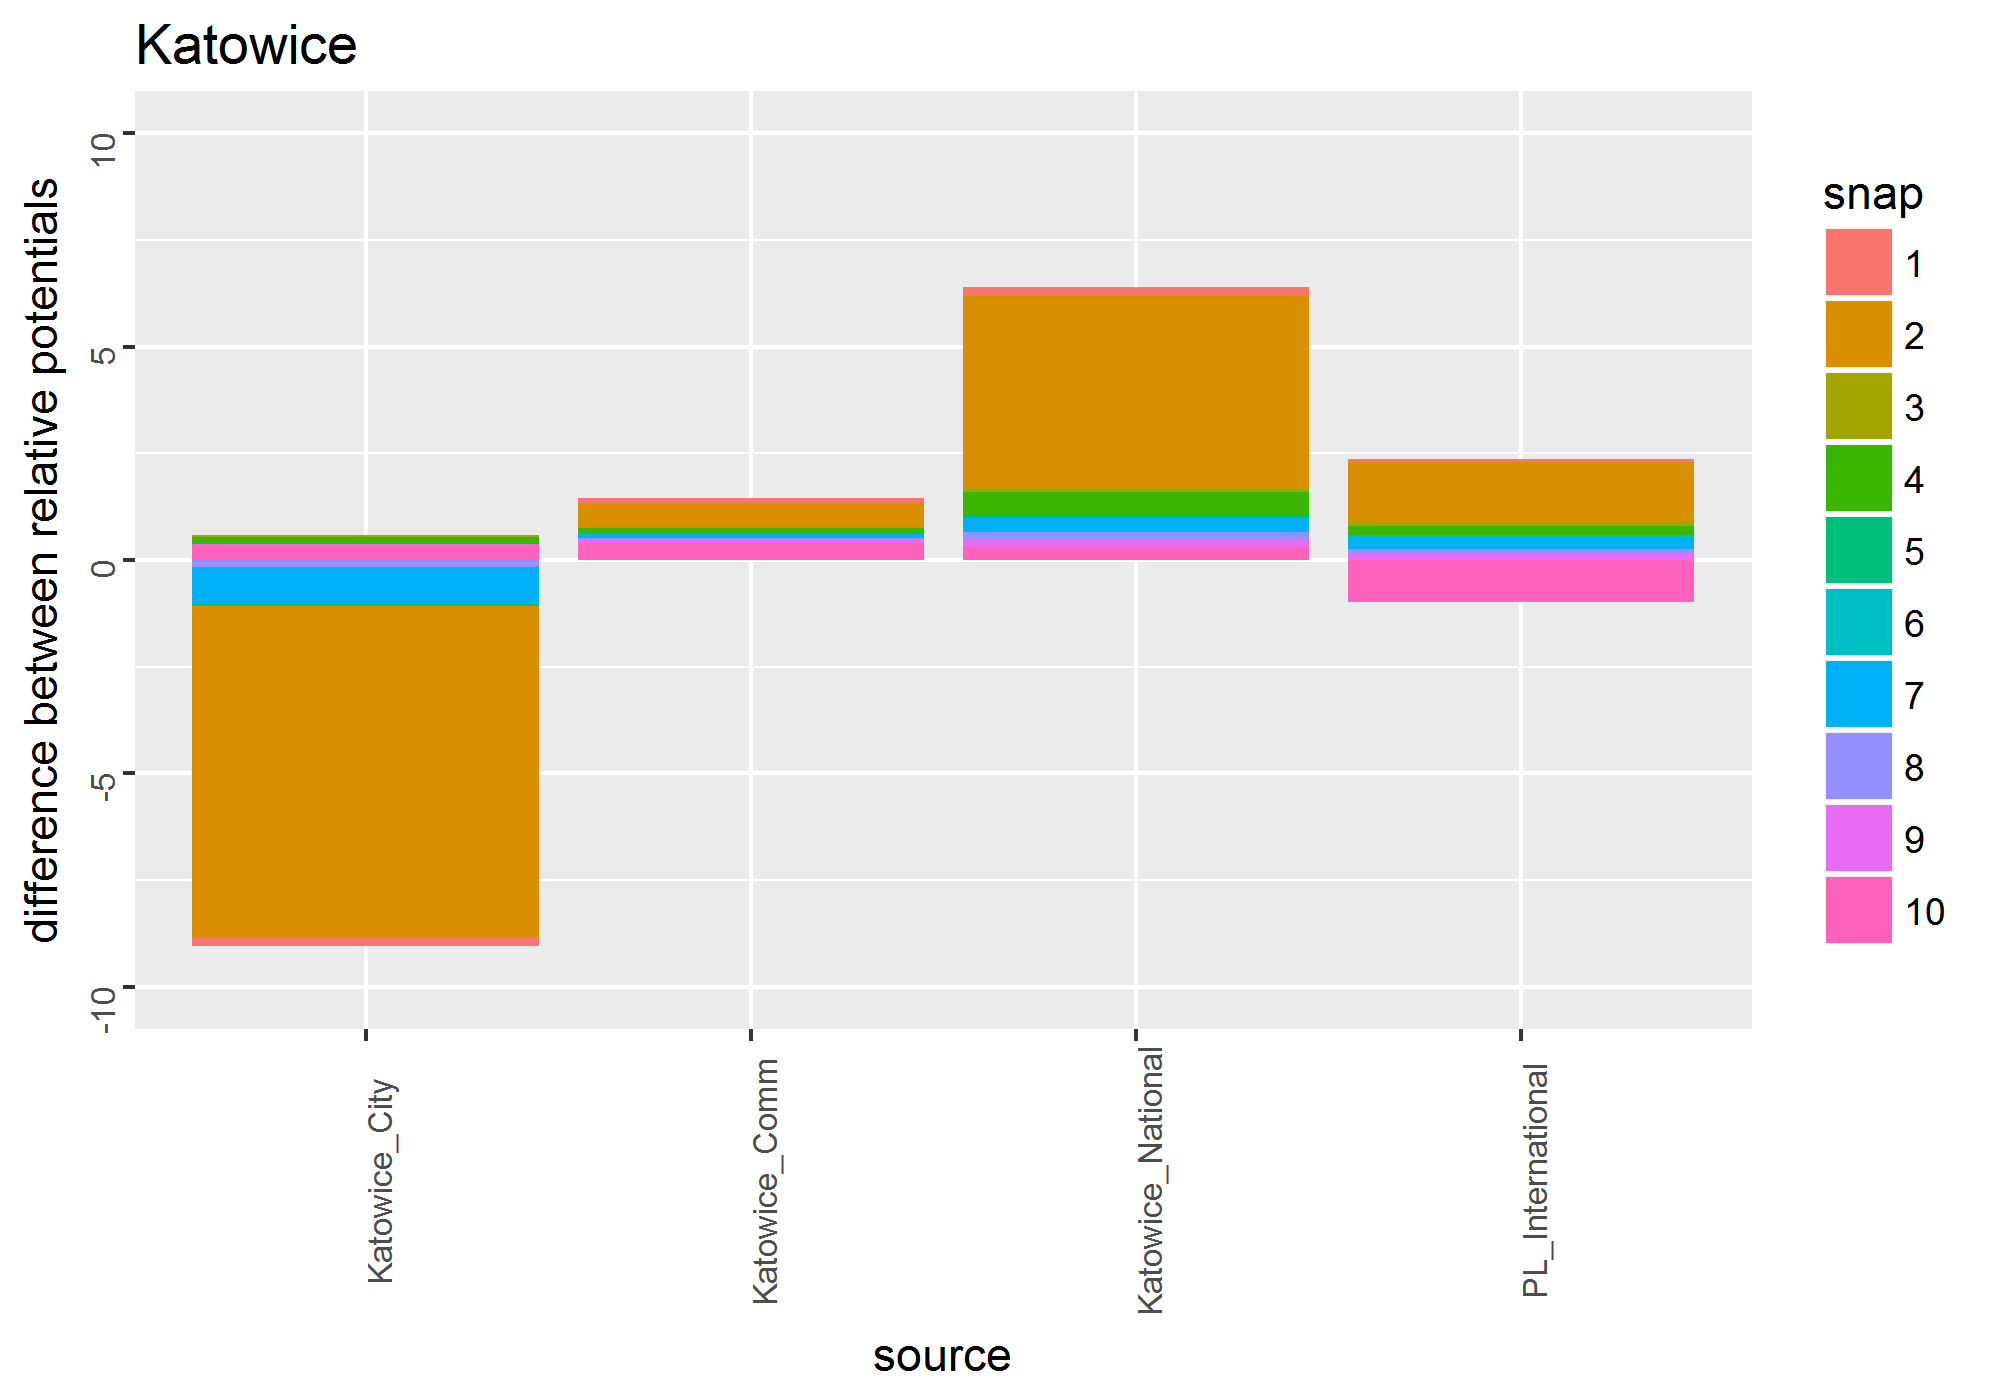 Katowice
difference between relative potentials
10
5
0
-5
-10
Katowice_City
Katowice_Comm
Katowice_National
PL_International
source
snap
1
2
3
4
5
6
7
8
9
10